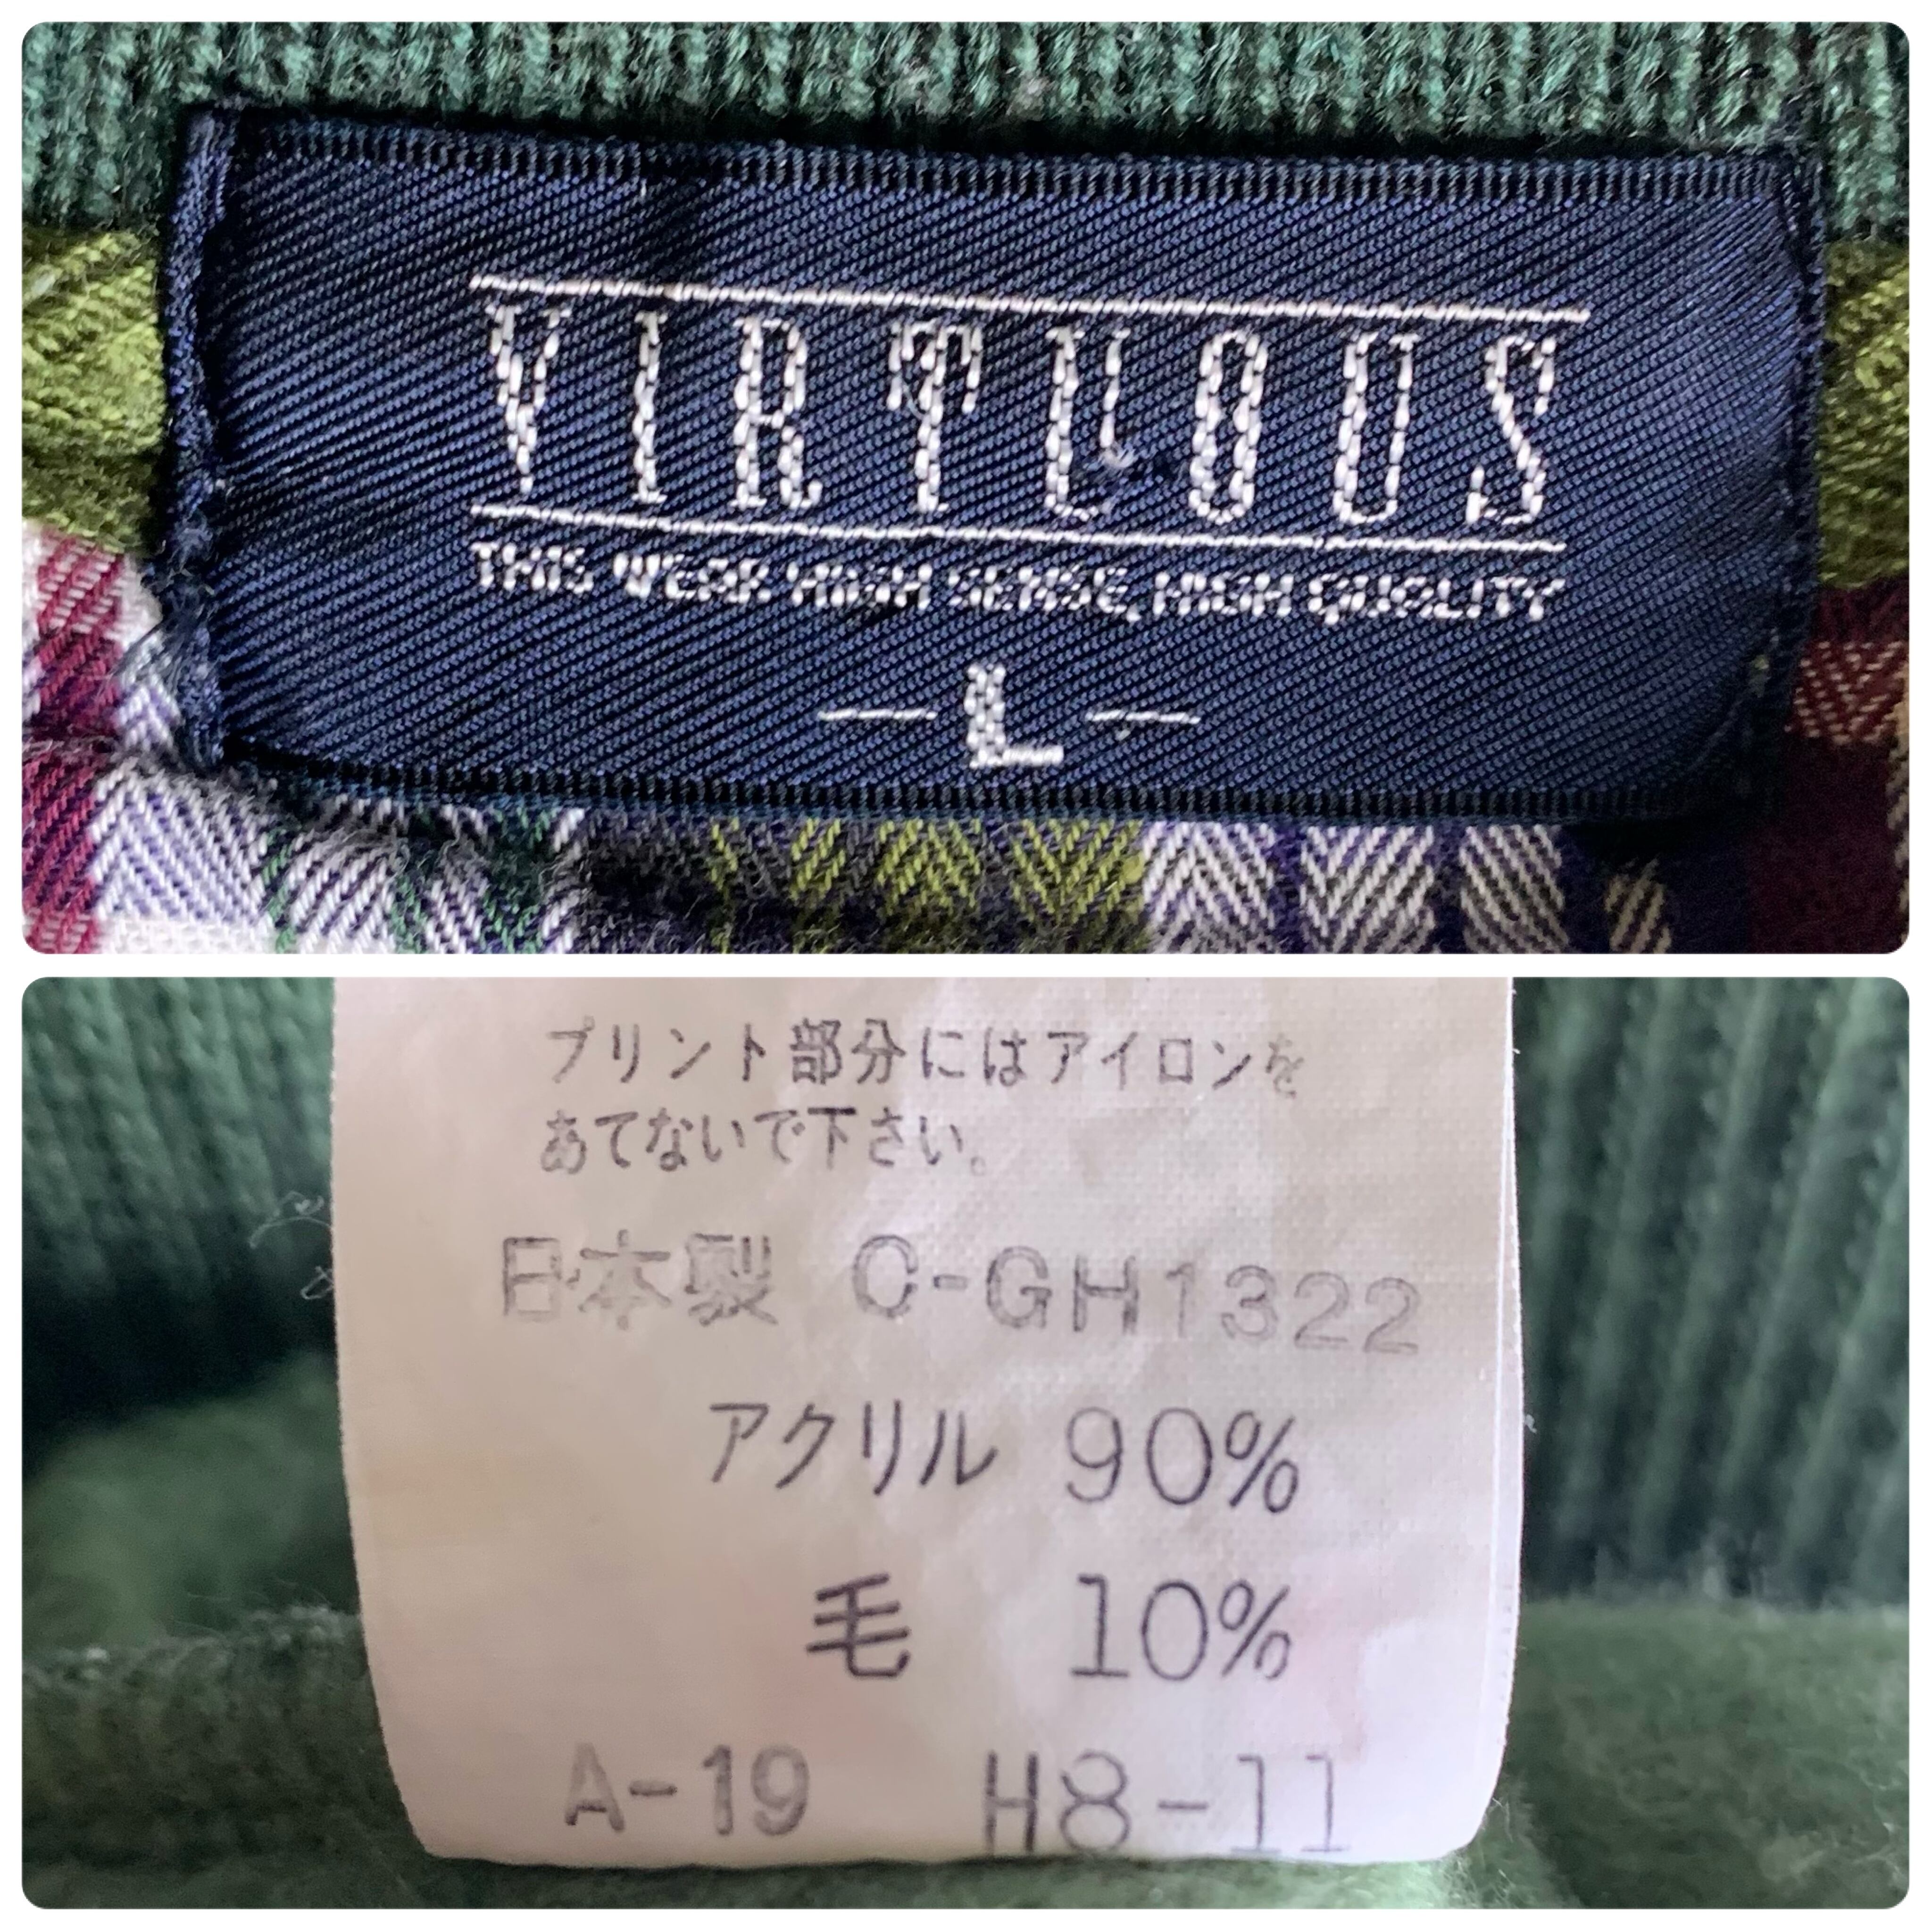 VIRTUOUS
THIS WEAR HIGH SENSE, HIGH QUALITY
-L-
プリント部分にはアイロンを
あてないで下さい。
日本製 C-GH1322
アクリル 90%
毛 10%
A-19 H8-11